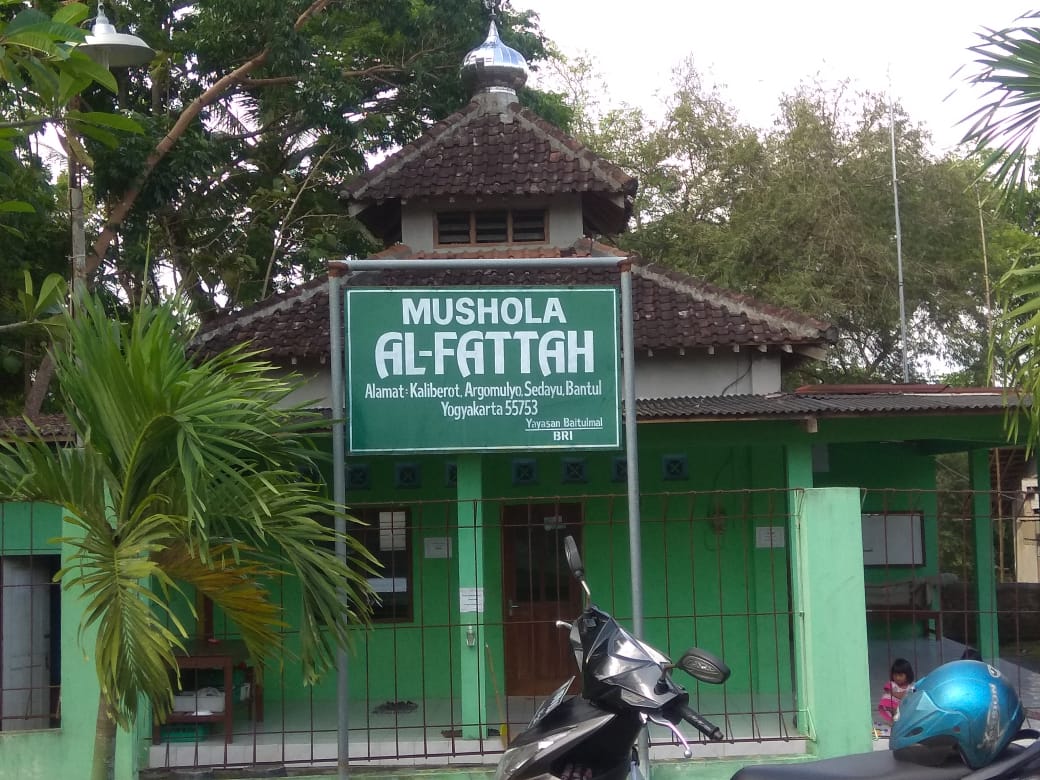 MUSHOLA
AL-FATTAH
Alamat : Kaliberot, Argomulyo, Sedayu, Bantul
Yogyakarta 55753
Yayasan Baitulmal
BRI